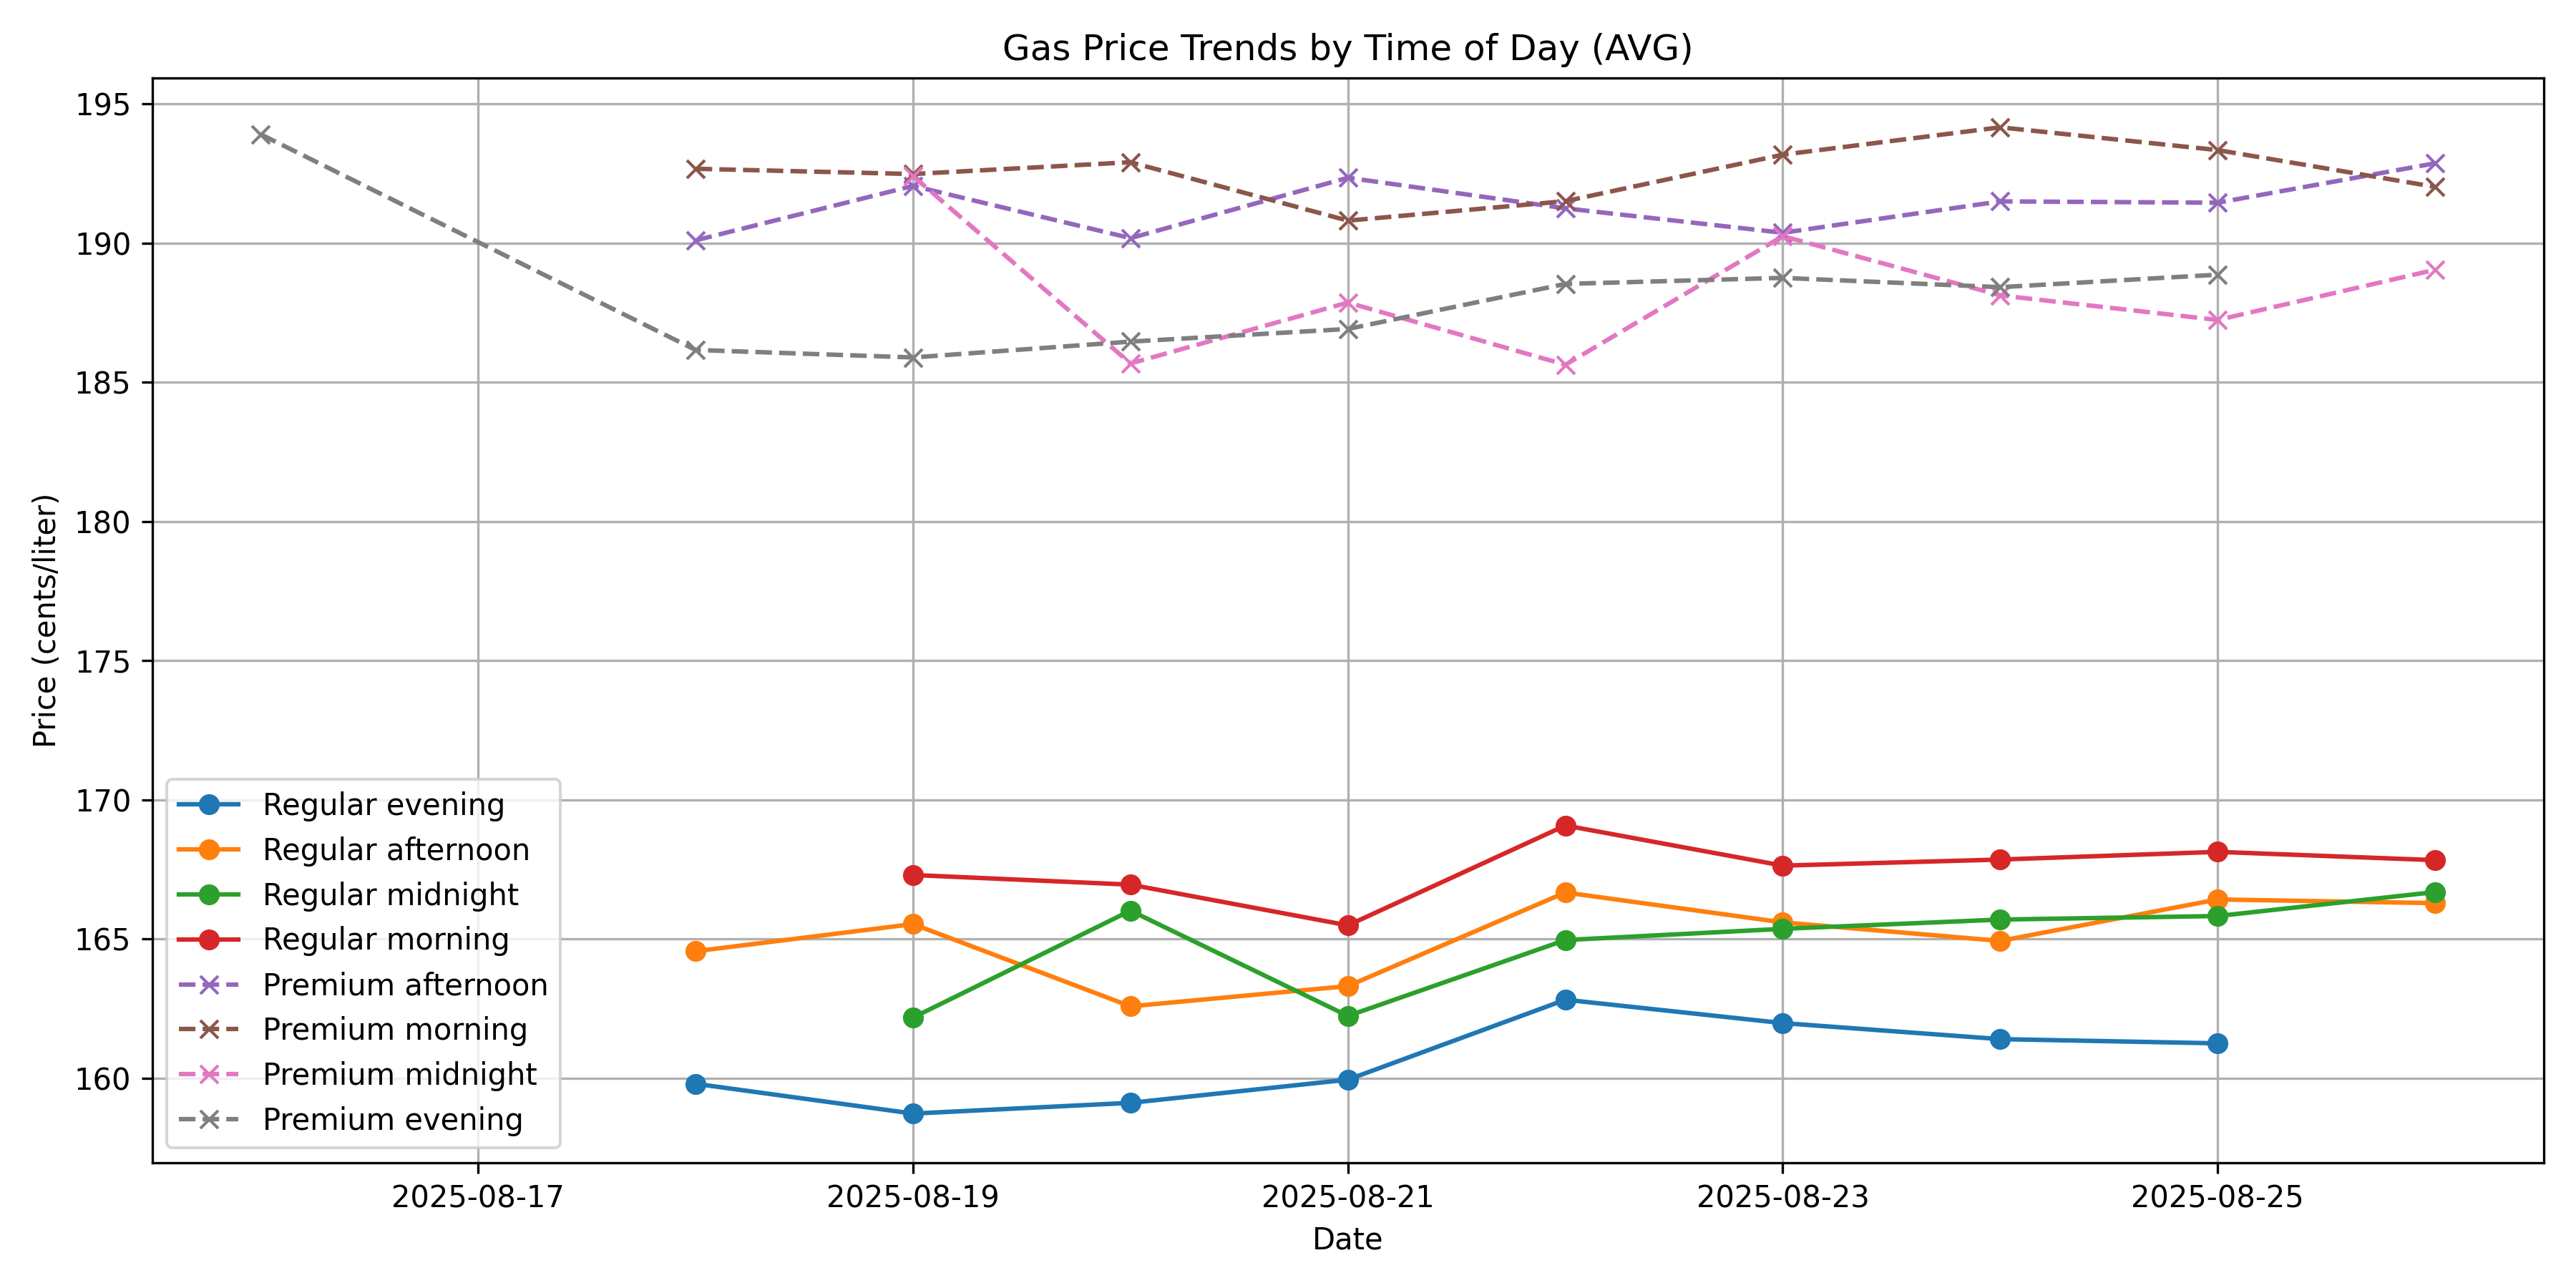 Gas Price Trends by Time of Day (AVG)
Price (cents/liter)
195
190
185
180
175
170
165
160
Regular evening
Regular afternoon
Regular midnight
Regular morning
Premium afternoon
Premium morning
Premium midnight
Premium evening
2025-08-17
2025-08-19
2025-08-21
2025-08-23
2025-08-25
Date